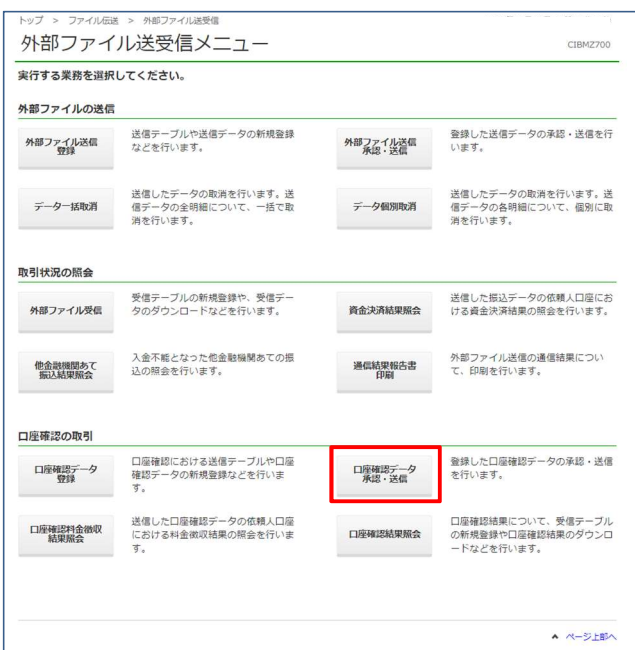 トップ > ファイル伝送 > 外部ファイル送受信
外部ファイル送受信メニュー
CIBMZ700
実行する業務を選択してください。
外部ファイルの送信
外部ファイル送信
登録
送信テーブルや送信データの新規登録
などを行います。
外部ファイル送信
承認・送信
登録した送信データの承認・送信を行
います。
データ一括取消
送信したデータの取消を行います。送
信データの全明細について、一括で取
消を行います。
データ個別取消
送信したデータの取消を行います。送
信データの各明細について、個別に取
消を行います。
取引状況の照会
外部ファイル受信
受信テーブルの新規登録や、受信デー
タのダウンロードなどを行います。
資金決済結果照会
送信した振込データの依頼人口座にお
ける資金決済結果の照会を行います。
他金融機関あて
振込結果照会
入金不能となった他金融機関あての振
込の照会を行います。
通信結果報告書
印刷
外部ファイル送信の通信結果につい
て、印刷を行います。
口座確認の取引
口座確認データ
登録
口座確認における送信テーブルや口座
確認データの新規登録などを行いま
す。
口座確認データ
承認・送信
登録した口座確認データの承認・送信
を行います。
口座確認料金徴収
結果照会
送信した口座確認データの依頼人口座
における料金徴収結果の照会を行いま
す。
口座確認結果照会
口座確認結果について、受信テーブル
の新規登録や口座確認結果のダウンロ
ードなどを行います。
ページ上部へ